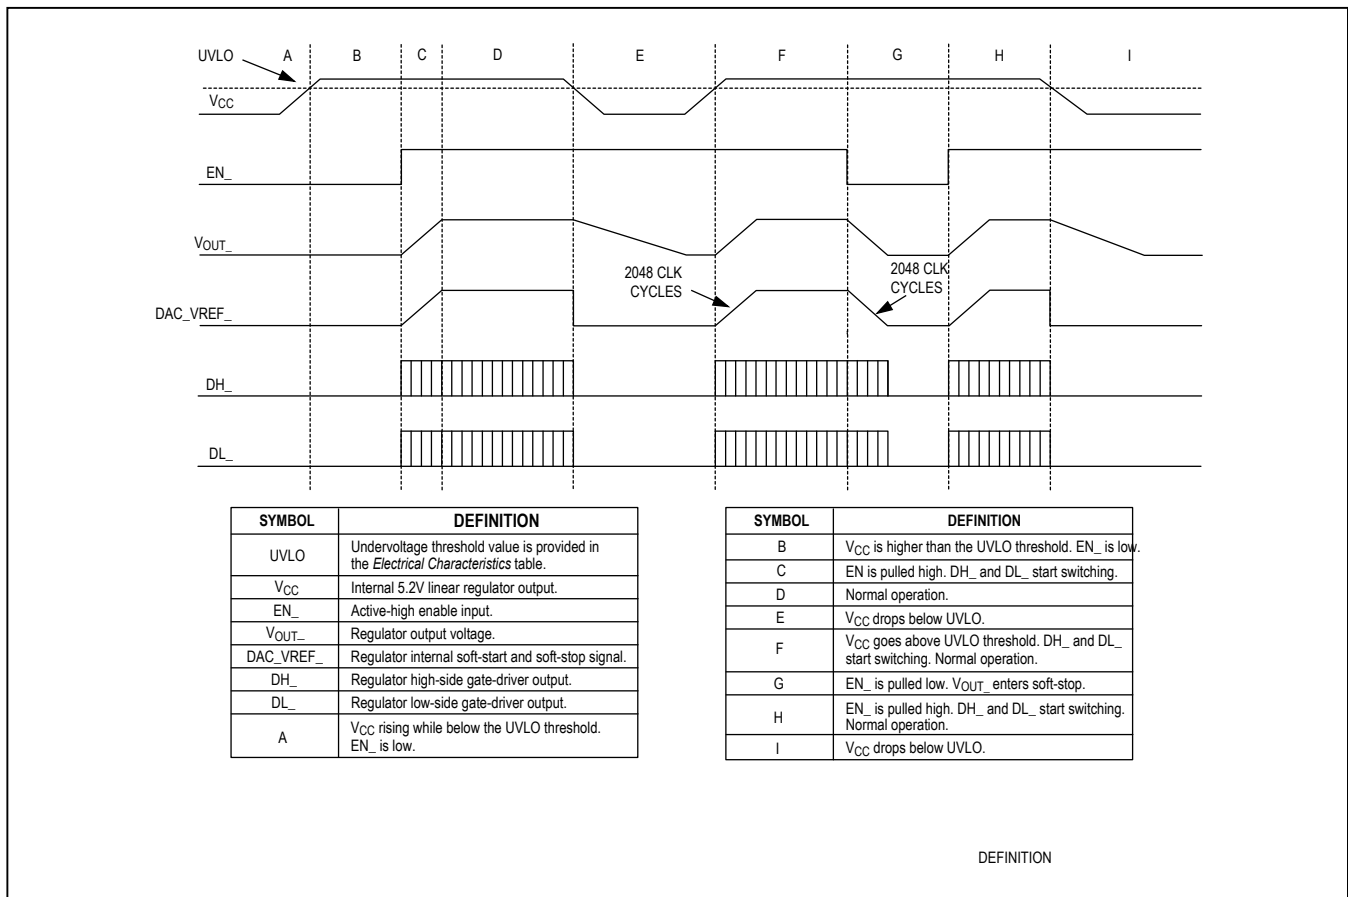 UVLO A B C D E F G H I
VCC
EN_
VOUT_
2048 CLK
CYCLES
2048 CLK
CYCLES
DAC_VREF_
DH_
DL_
SYMBOL DEFINITION
UVLO Undervoltage threshold value is provided in
the Electrical Characteristics table.
VCC Internal 5.2V linear regulator output.
EN_ Active-high enable input.
VOUT_ Regulator output voltage.
DAC_VREF_ Regulator internal soft-start and soft-stop signal.
DH_ Regulator high-side gate-driver output.
DL_ Regulator low-side gate-driver output.
A VCC rising while below the UVLO threshold.
EN_ is low.
SYMBOL DEFINITION
B VCC is higher than the UVLO threshold. EN_ is low.
C EN is pulled high. DH_ and DL_ start switching.
D Normal operation.
E VCC drops below UVLO.
F VCC goes above UVLO threshold. DH_ and DL_
start switching. Normal operation.
G EN_ is pulled low. VOUT_ enters soft-stop.
H EN_ is pulled high. DH_ and DL_ start switching.
Normal operation.
I VCC drops below UVLO.
DEFINITION